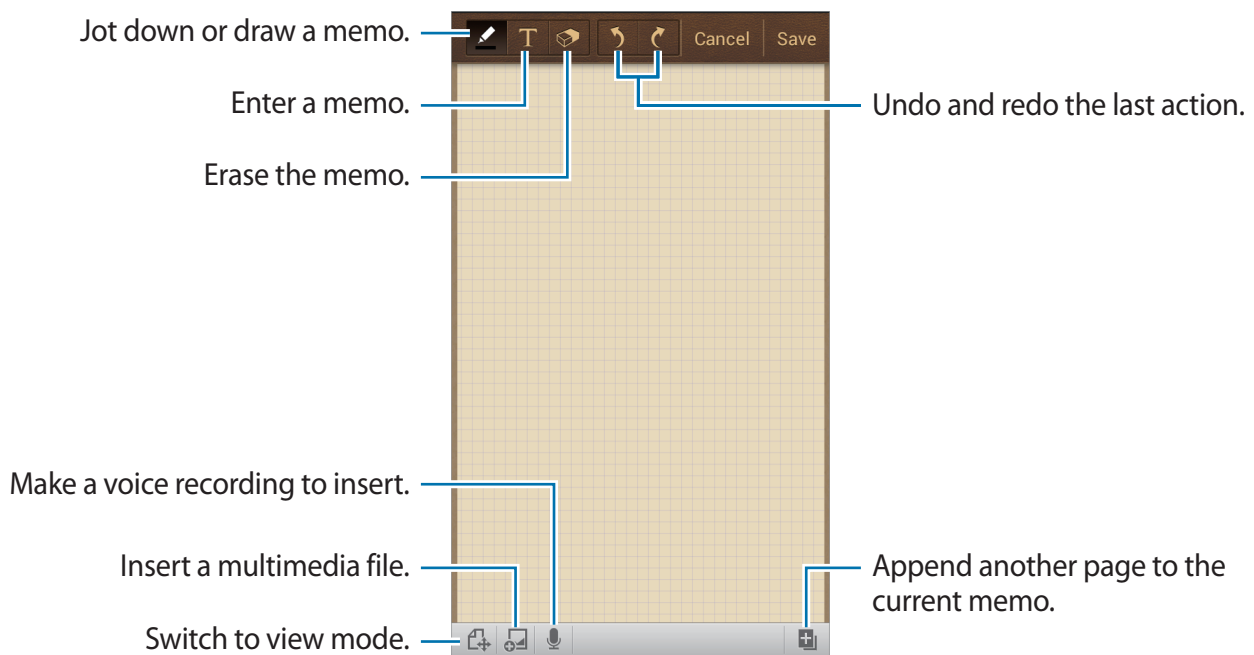 Jot down or draw a memo.
T
Cancel
Save
Enter a memo.
Undo and redo the last action.
Erase the memo.
Make a voice recording to insert.
Insert a multimedia file.
Append another page to the
current memo.
Switch to view mode.